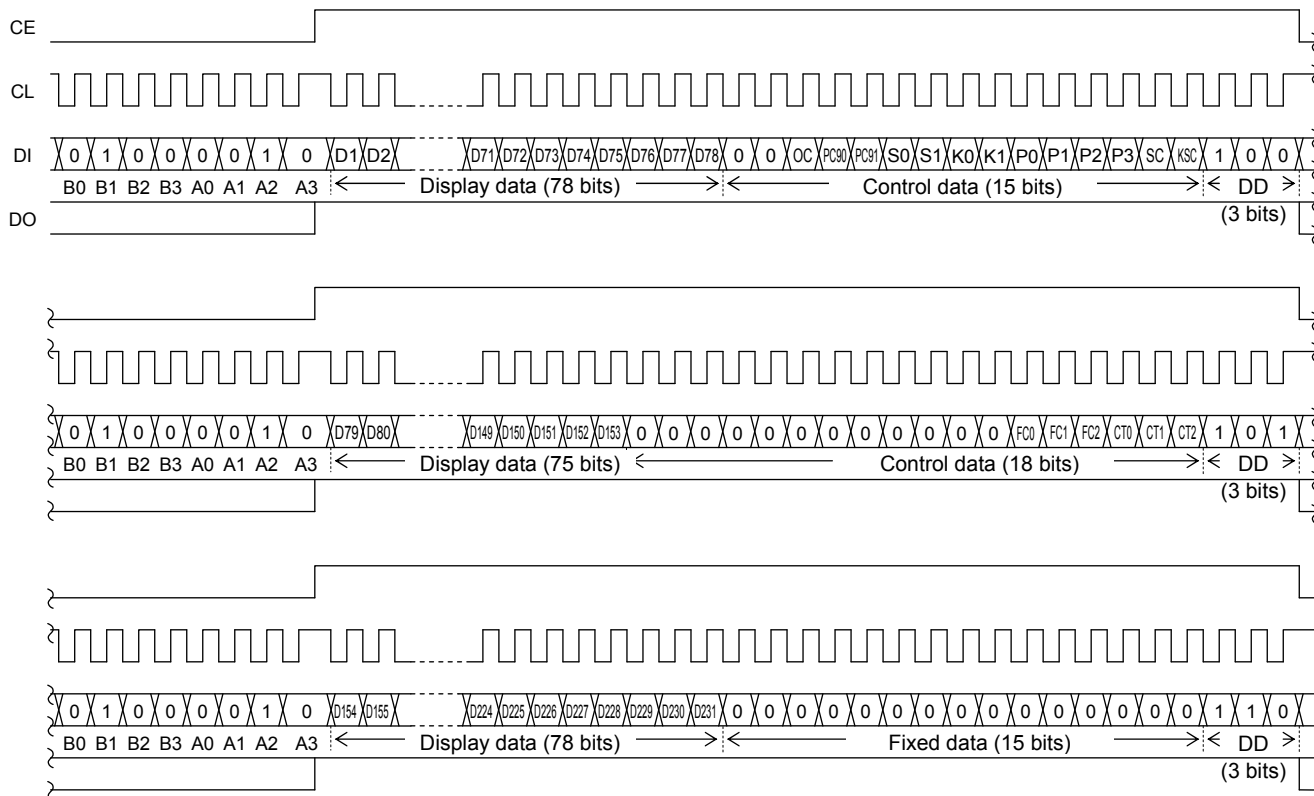 CE
CL
DI 0 1 0 0 0 0 1 0 D1 D2 D71 D72 D73 D74 D75 D76 D77 D78 0 0 OC PC90 PC91 S0 S1 K0 K1 P0 P1 P2 P3 SC KSC 1 0 0
B0 B1 B2 B3 A0 A1 A2 A3 Display data (78 bits) Control data (15 bits) DD
DO (3 bits)
0 1 0 0 0 0 1 0 D79 D80 D149 D150 D151 D152 D153 0 0 0 0 0 0 0 0 0 0 0 0 FC0 FC1 FC2 CT0 CT1 CT2 1 0 1
B0 B1 B2 B3 A0 A1 A2 A3 Display data (75 bits) Control data (18 bits) DD
(3 bits)
0 1 0 0 0 0 1 0 D154 D155 D224 D225 D226 D227 D228 D229 D230 D231 0 0 0 0 0 0 0 0 0 0 0 0 0 0 0 1 1 0
B0 B1 B2 B3 A0 A1 A2 A3 Display data (78 bits) Fixed data (15 bits) DD
(3 bits)